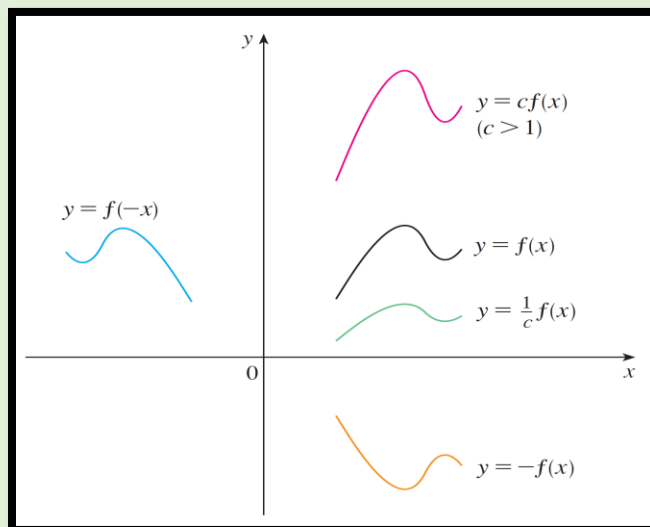 y
y = cf(x)
(c > 1)
y = f(−x)
y = f(x)
y = 1/c f(x)
0
x
y = −f(x)